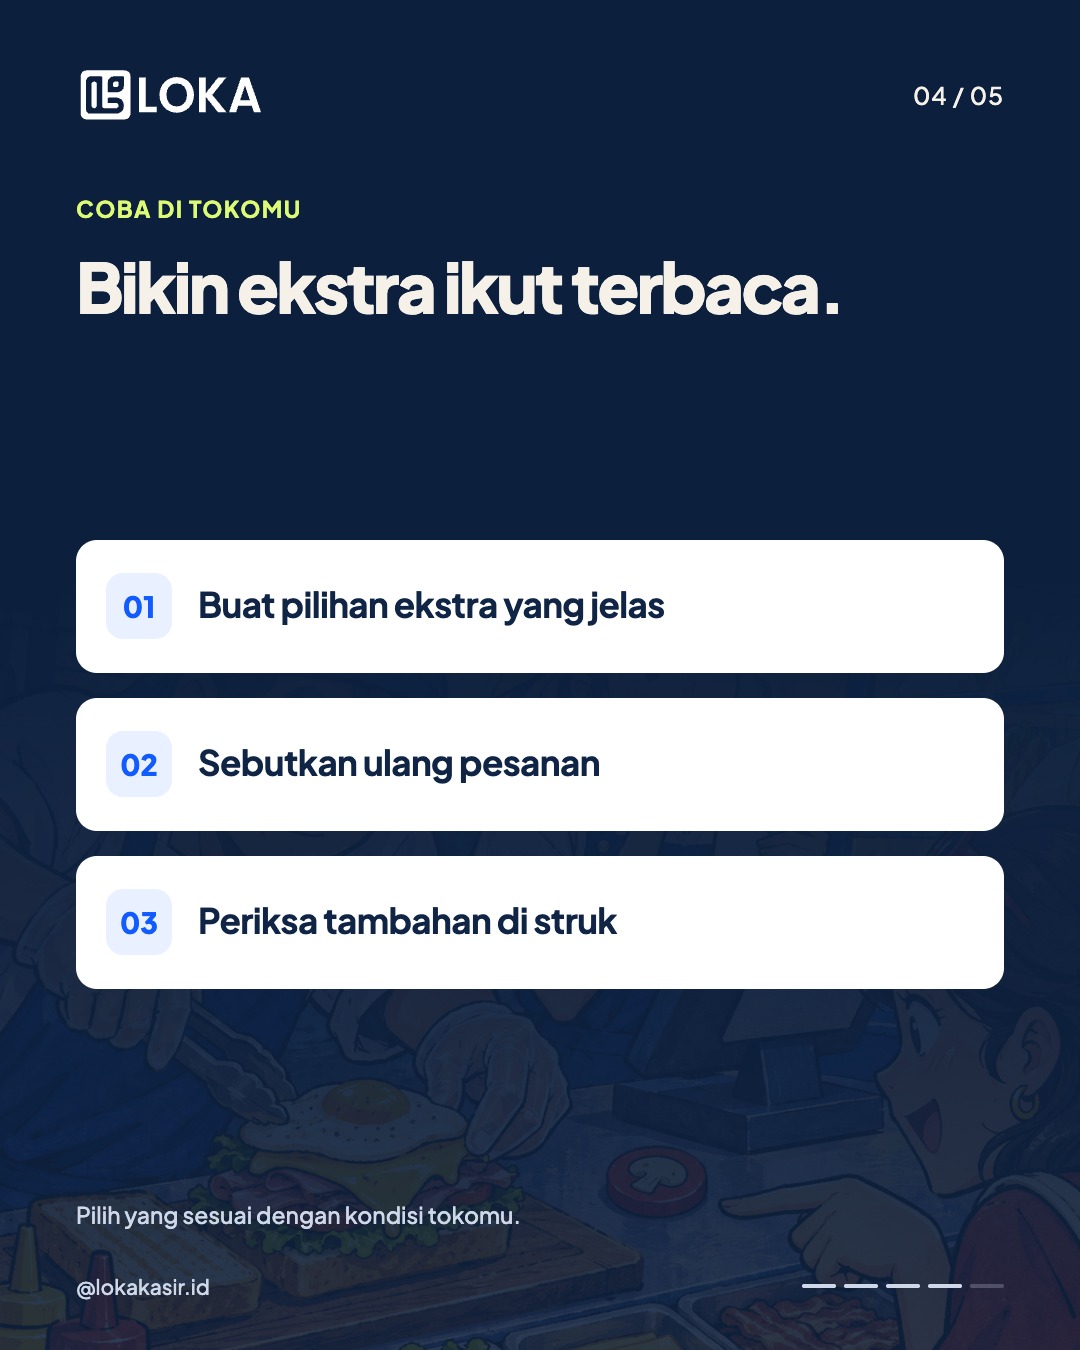 LOKA
04 / 05
COBA DI TOKOMU
Bikin ekstra ikut terbaca.
01 Buat pilihan ekstra yang jelas
02 Sebutkan ulang pesanan
03 Periksa tambahan di struk
Pilih yang sesuai dengan kondisi tokomu.
@lokakasir.id